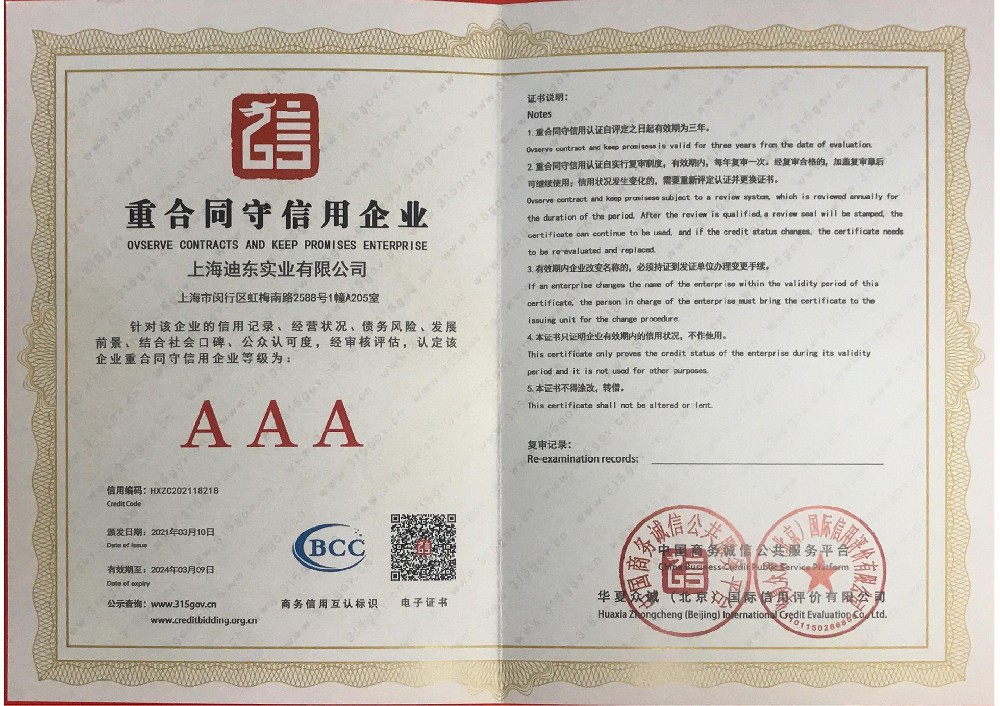 重合同守信用企业
OVSERVE CONTRACTS AND KEEP PROMISES ENTERPRISE
上海迪东实业有限公司
上海市闵行区虹梅南路2588号1幢A205室
针对该企业的信用记录、经营状况、债务风险、发展
前景、结合社会口碑、公众认可度，经审核评估，认定该
企业重合同守信用企业等级为：
AAA
信用编码：HXZC202118218
Credit Code
颁发日期：2021年03月10日
Date of Issue
有效期至：2024年03月09日
Date of expiry
公示查询：www.315gov.cn
www.creditbidding.org.cn
BCC
商务信用互认标识
电子证书
证书说明：
Notes
1. 重合同守信用认证自评定之日起有效期为三年。
Ovserve contract and keep promisese is valid for three years from the date of evaluation.
2. 重合同守信用认证自实行复审制度，有效期内，每年复审一次。经复审合格的，加盖复审章后
可继续使用；信用状况发生变化的，需要重新评定认证并更换证书。
Ovserve contract and keep promisese subject to a review system, which is reviewed annually for
the duration of the period. After the review is qualified, a review seal will be stamped, the
certificate can continue to be used, and if the credit status changes, the certificate needs
to be re-evaluated and replaced.
3. 有效期内企业改变名称的，必须持证到发证单位办理变更手续。
If an enterprise changes the name of the enterprise within the validity period of this
certificate, the person in charge of the enterprise must bring the certificate to the
issuing unit for the change procedure.
4. 本证书只证明企业有效期内的信用状况，不作他用。
This certificate only proves the credit status of the enterprise during its validity
period and it is not used for other purposes.
5. 本证书不得涂改，转借。
This certificate shall not be altered or lent.
复审记录：
Re-examination records:
中国商务诚信公共服务平台
China Business Credit Public Service Platform
华夏众诚（北京）国际信用评价有限公司
Huaxia Zhongcheng (Beijing) International Credit Evaluation Co., Ltd.